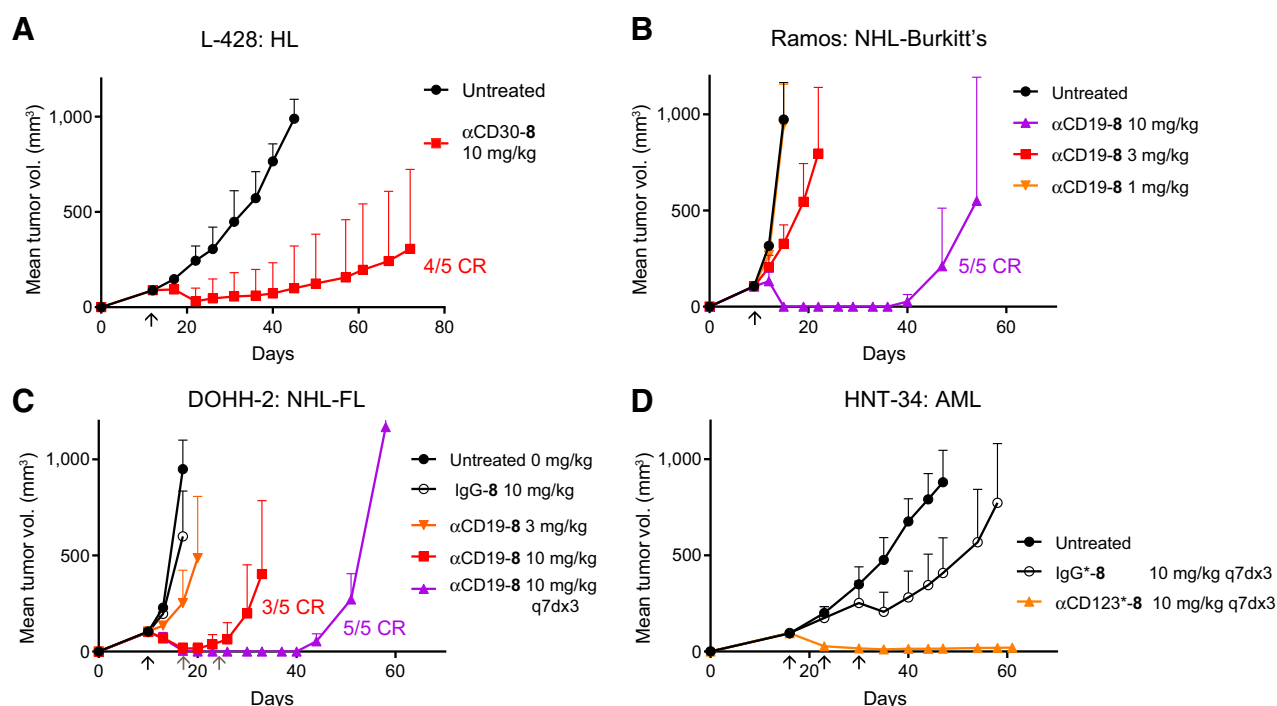 A
L-428: HL
Mean tumor vol. (mm³)
1,000
500
0
0
20
40
60
80
Days
Untreated
αCD30-8
10 mg/kg
4/5 CR
B
Ramos: NHL-Burkitt's
Mean tumor vol. (mm³)
1,000
500
0
0
20
40
60
Days
Untreated
αCD19-8 10 mg/kg
αCD19-8 3 mg/kg
αCD19-8 1 mg/kg
5/5 CR
C
DOHH-2: NHL-FL
Mean tumor vol. (mm³)
1,000
500
0
0
20
40
60
Days
Untreated 0 mg/kg
IgG-8 10 mg/kg
αCD19-8 3 mg/kg
αCD19-8 10 mg/kg
αCD19-8 10 mg/kg
q7dx3
3/5 CR
5/5 CR
D
HNT-34: AML
Mean tumor vol. (mm³)
1,000
500
0
0
20
40
60
Days
Untreated
IgG*-8 10 mg/kg q7dx3
αCD123*-8 10 mg/kg q7dx3